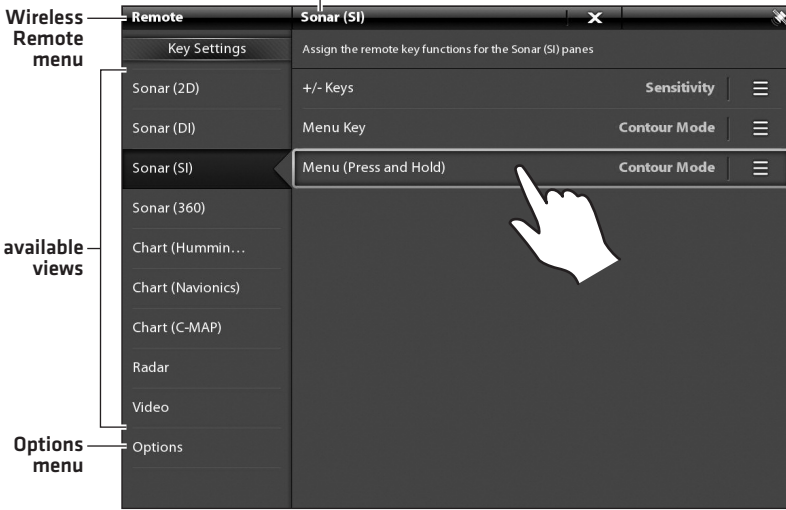 Wireless
Remote
menu
Remote
Sonar (SI)
X
Key Settings
Assign the remote key functions for the Sonar (SI) panes
Sonar (2D)
+/- Keys
Sensitivity
Sonar (DI)
Menu Key
Contour Mode
Sonar (SI)
Menu (Press and Hold)
Contour Mode
Sonar (360)
available
views
Chart (Hummin...
Chart (Navionics)
Chart (C-MAP)
Radar
Video
Options
menu
Options